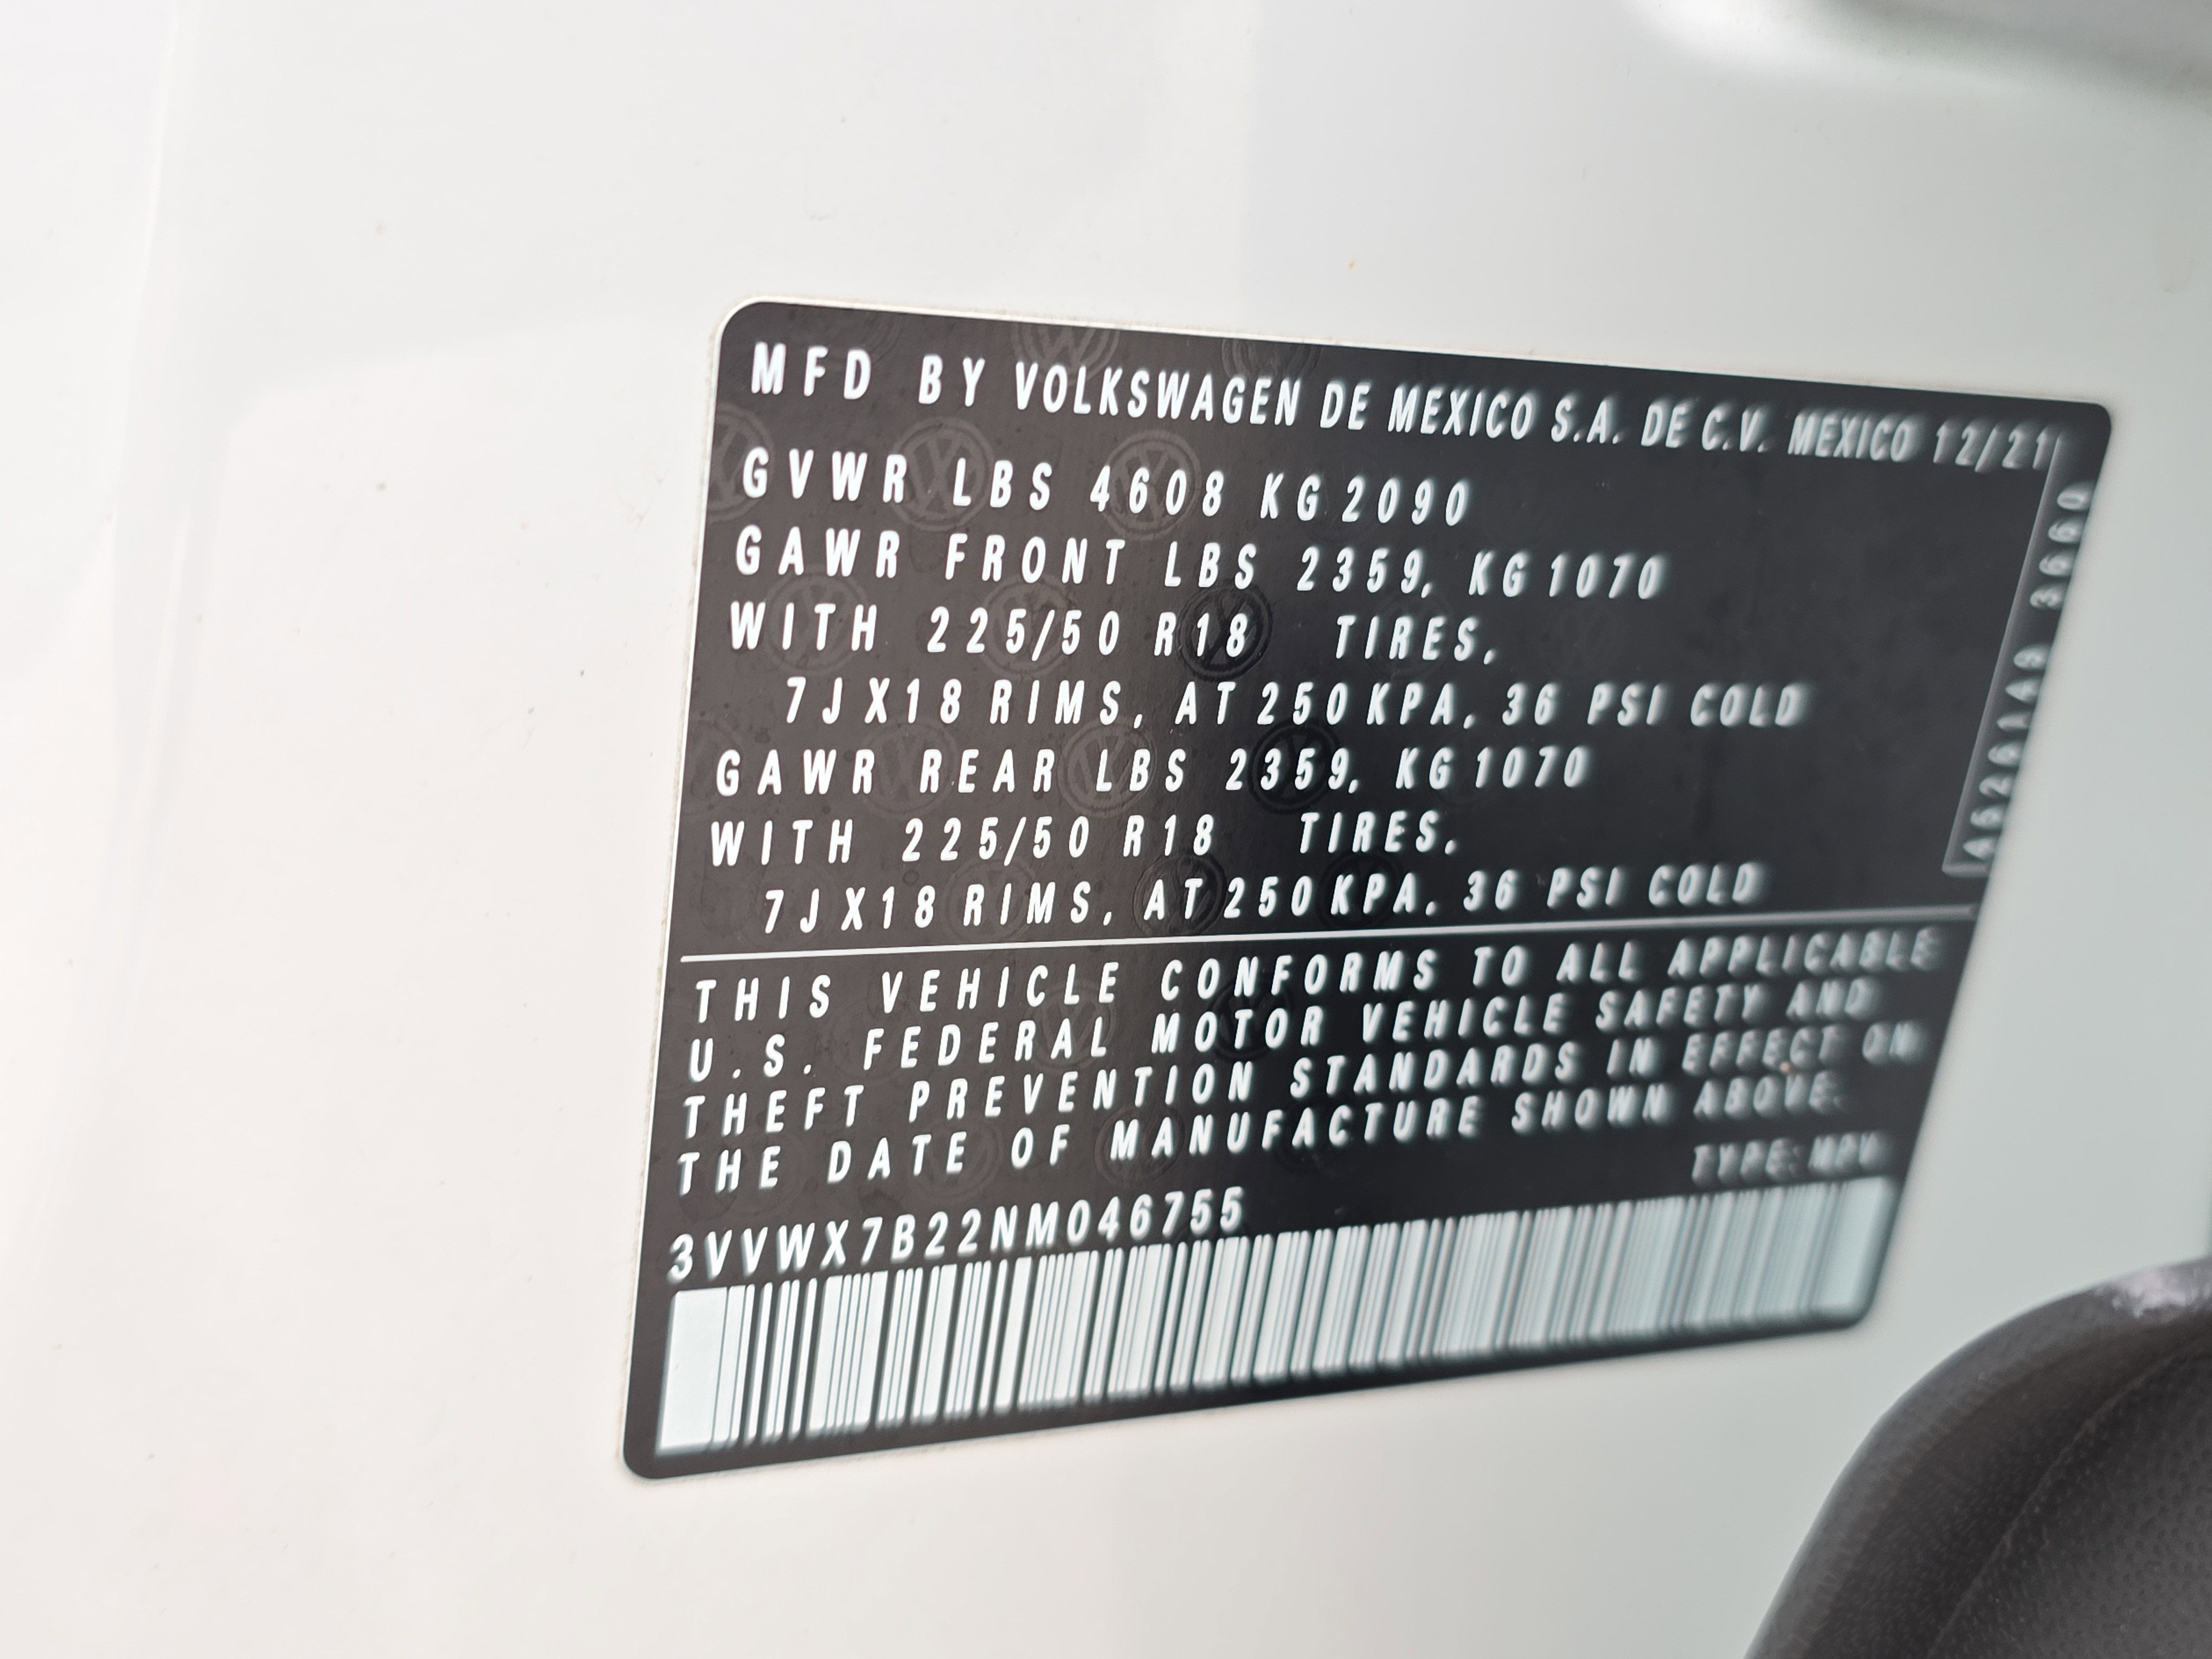 MFD BY VOLKSWAGEN DE MEXICO S.A. DE C.V. MEXICO 12/21
GVWR LBS 4608 KG 2090
GAWR FRONT LBS 2359, KG 1070
WITH 225/50 R18 TIRES,
7J X18 RIMS, AT 250 KPA, 36 PSI COLD
GAWR REAR LBS 2359, KG 1070
WITH 225/50 R18 TIRES,
7J X18 RIMS, AT 250 KPA, 36 PSI COLD
THIS VEHICLE CONFORMS TO ALL APPLICABLE
U.S. FEDERAL MOTOR VEHICLE SAFETY AND
THEFT PREVENTION STANDARDS IN EFFECT ON
THE DATE OF MANUFACTURE SHOWN ABOVE.
TYPE: MPV
3VVWX7B22NM046755